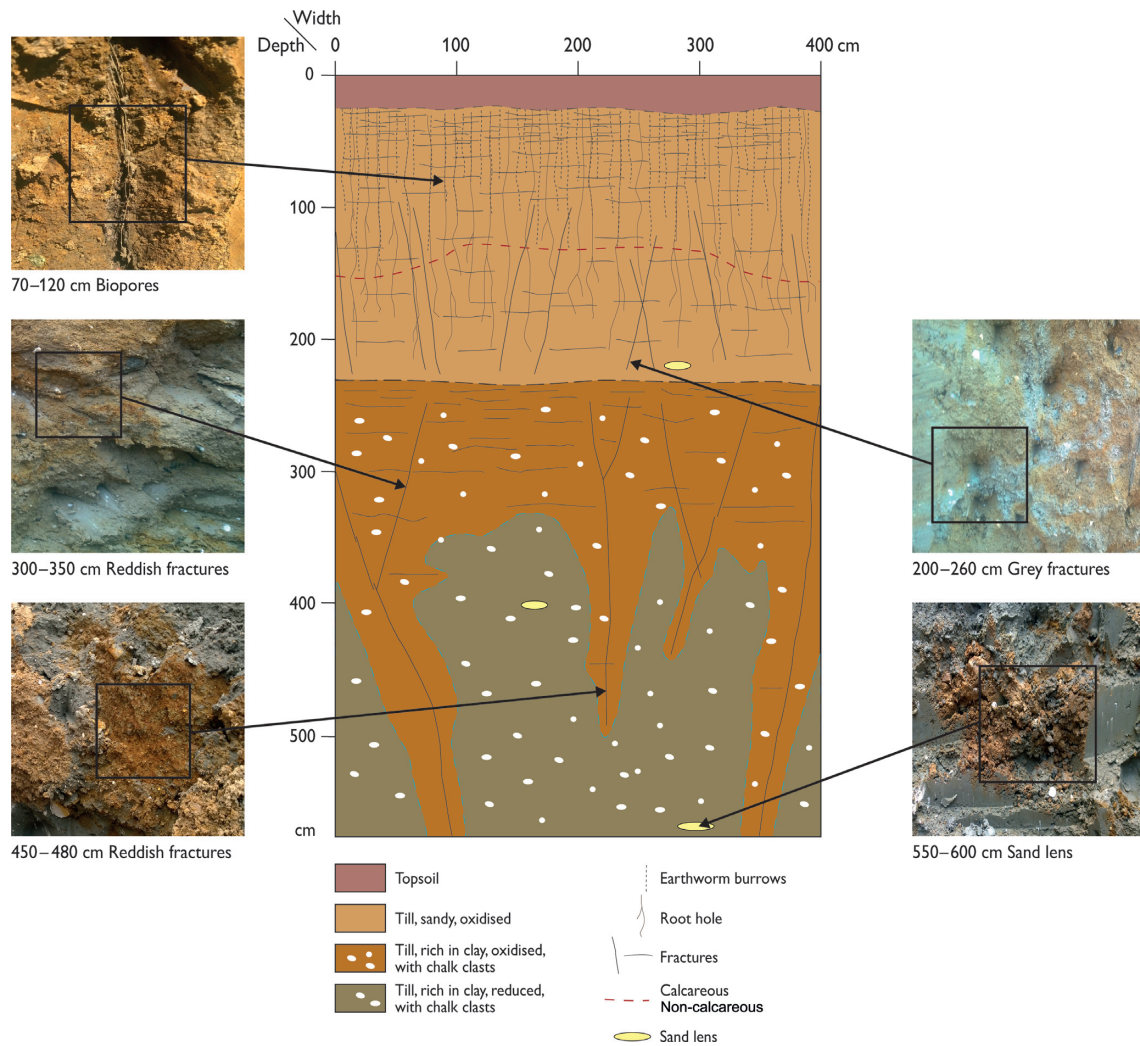 Width
Depth
0 100 200 300 400 cm
0
100
200
300
400
500
cm
70–120 cm Biopores
300–350 cm Reddish fractures
450–480 cm Reddish fractures
200–260 cm Grey fractures
550–600 cm Sand lens
Topsoil
Till, sandy, oxidised
Till, rich in clay, oxidised,
with chalk clasts
Till, rich in clay, reduced,
with chalk clasts
Earthworm burrows
Root hole
Fractures
Calcareous
Non-calcareous
Sand lens